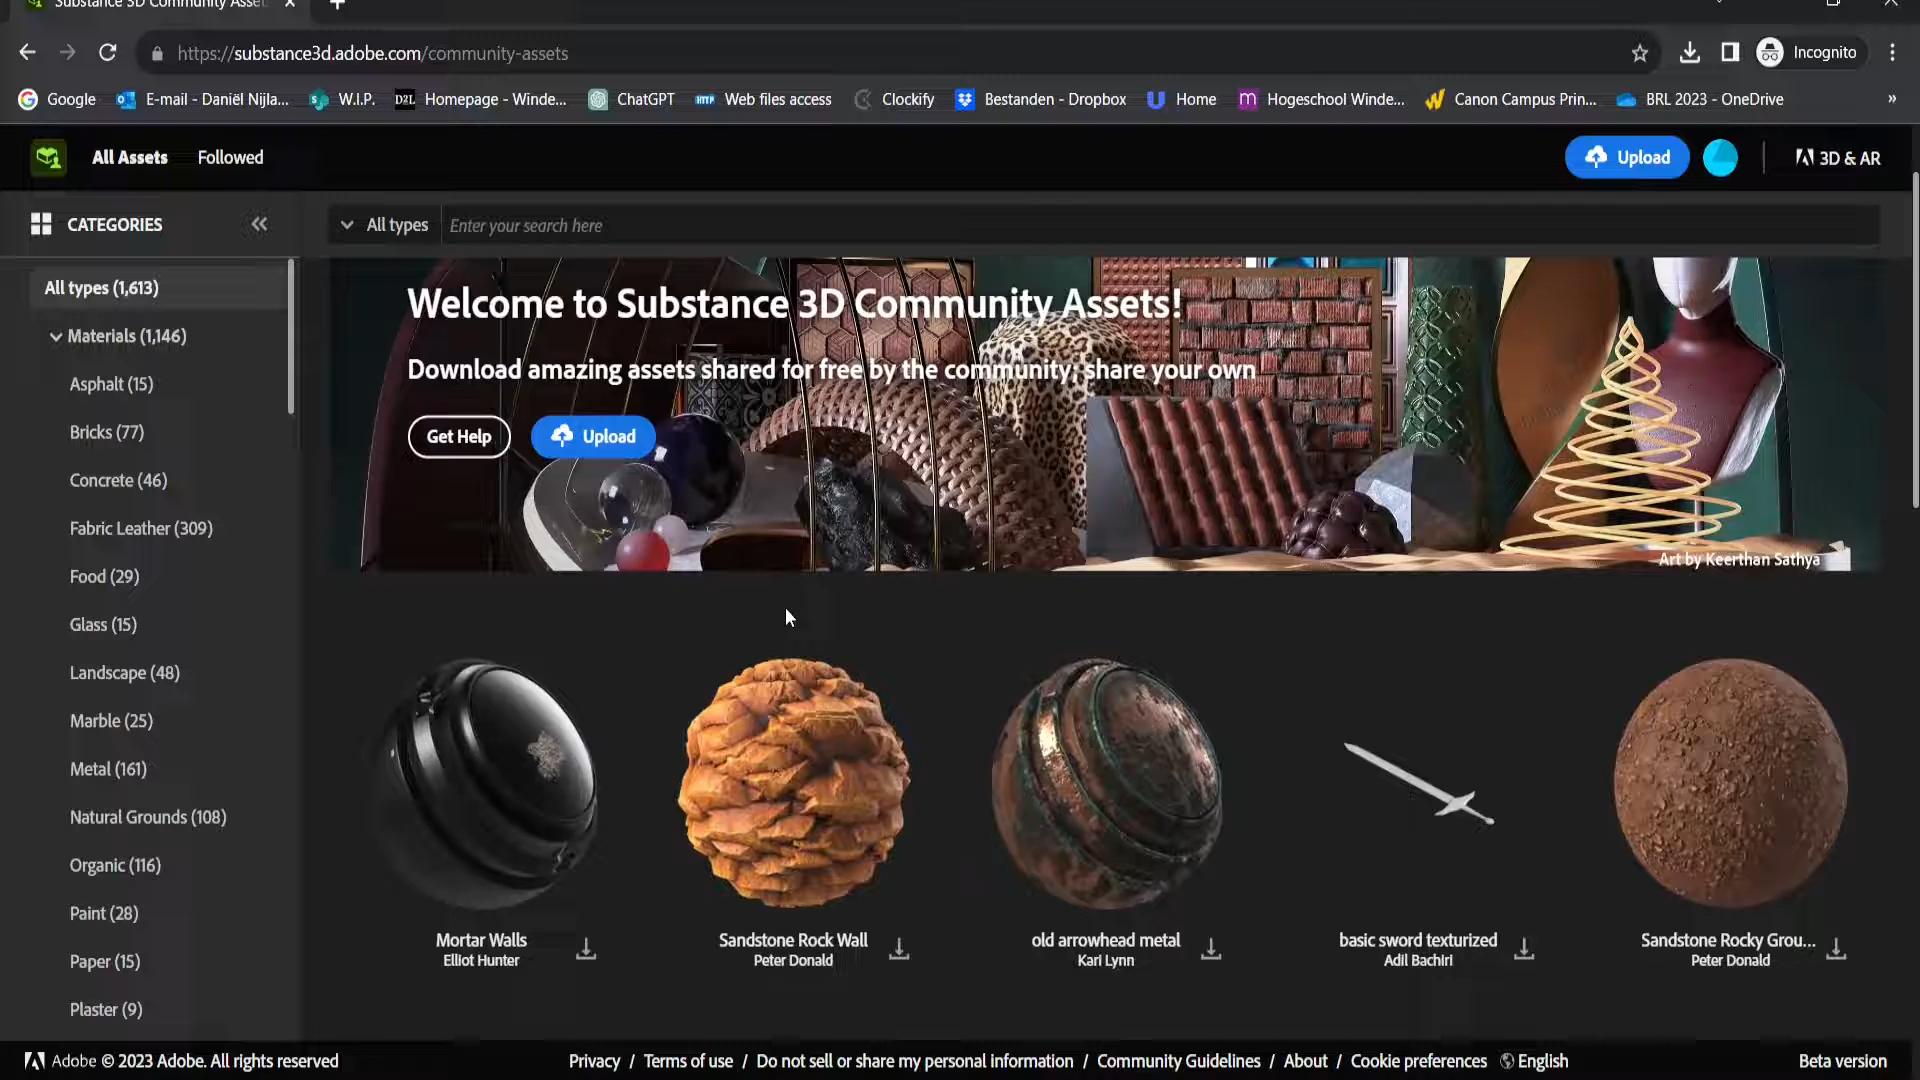 Substance 3D Community Asset
https://substance3d.adobe.com/community-assets
Incognito
Google
E-mail - Daniël Nijla...
W.I.P.
D2L
Homepage - Winde...
ChatGPT
HTTP
Web files access
Clockify
Bestanden - Dropbox
Home
Hogeschool Winde...
Canon Campus Prin...
BRL 2023 - OneDrive
All Assets
Followed
Upload
3D & AR
CATEGORIES
All types
Enter your search here
All types (1,613)
Materials (1,146)
Asphalt (15)
Bricks (77)
Concrete (46)
Fabric Leather (309)
Food (29)
Glass (15)
Landscape (48)
Marble (25)
Metal (161)
Natural Grounds (108)
Organic (116)
Paint (28)
Paper (15)
Plaster (9)
Welcome to Substance 3D Community Assets!
Download amazing assets shared for free by the community; share your own
Get Help
Upload
Art by Keerthan Sathya
Mortar Walls
Elliot Hunter
Sandstone Rock Wall
Peter Donald
old arrowhead metal
Kari Lynn
basic sword texturized
Adil Bachiri
Sandstone Rocky Grou...
Peter Donald
Adobe © 2023 Adobe. All rights reserved
Privacy / Terms of use / Do not sell or share my personal information / Community Guidelines / About / Cookie preferences
English
Beta version